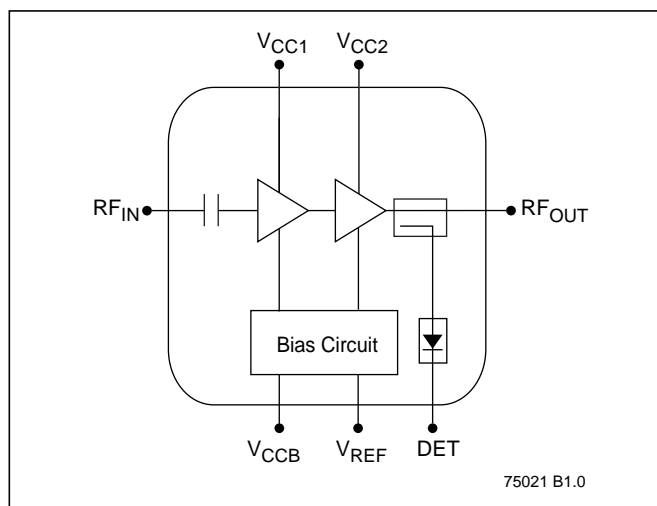 VCC1 VCC2
RFIN RFOUT
Bias Circuit
VCCB VREF DET
75021 B1.0